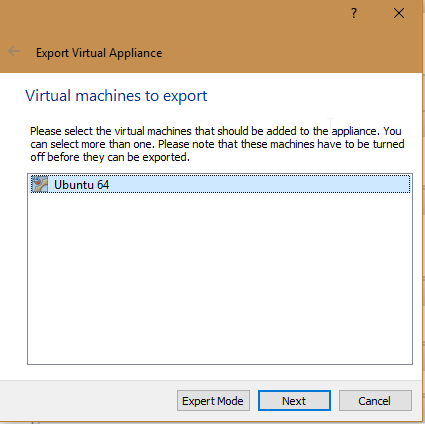 ?
Export Virtual Appliance
Virtual machines to export
Please select the virtual machines that should be added to the appliance. You
can select more than one. Please note that these machines have to be turned
off before they can be exported.
Ubuntu 64
Expert Mode Next Cancel